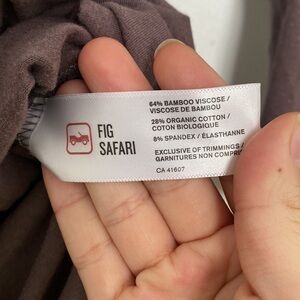 FIG
SAFARI
64% BAMBOO VISCOSE /
VISCOSE DE BAMBOU
28% ORGANIC COTTON /
COTON BIOLOGIQUE
8% SPANDEX / ÉLASTHANNE
EXCLUSIVE OF TRIMMINGS /
GARNITURES NON COMPRI
CA 41607